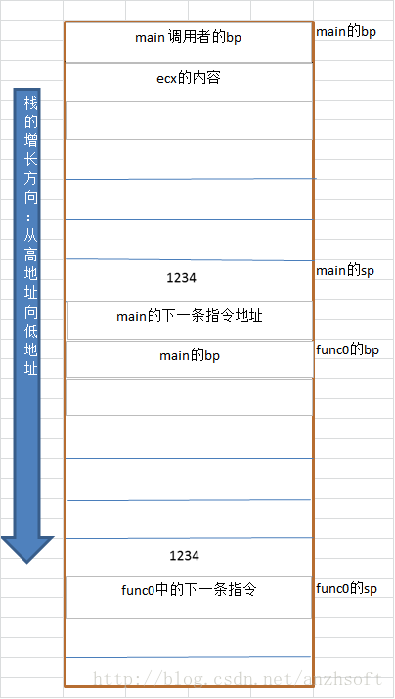 main 调用者的bp
main的bp
ecx的内容
栈的增长方向：从高地址向低地址
1234
main的sp
main的下一条指令地址
main的bp
func0的bp
1234
func0中的下一条指令
func0的sp
http://blog.csdn.net/anzhsoft